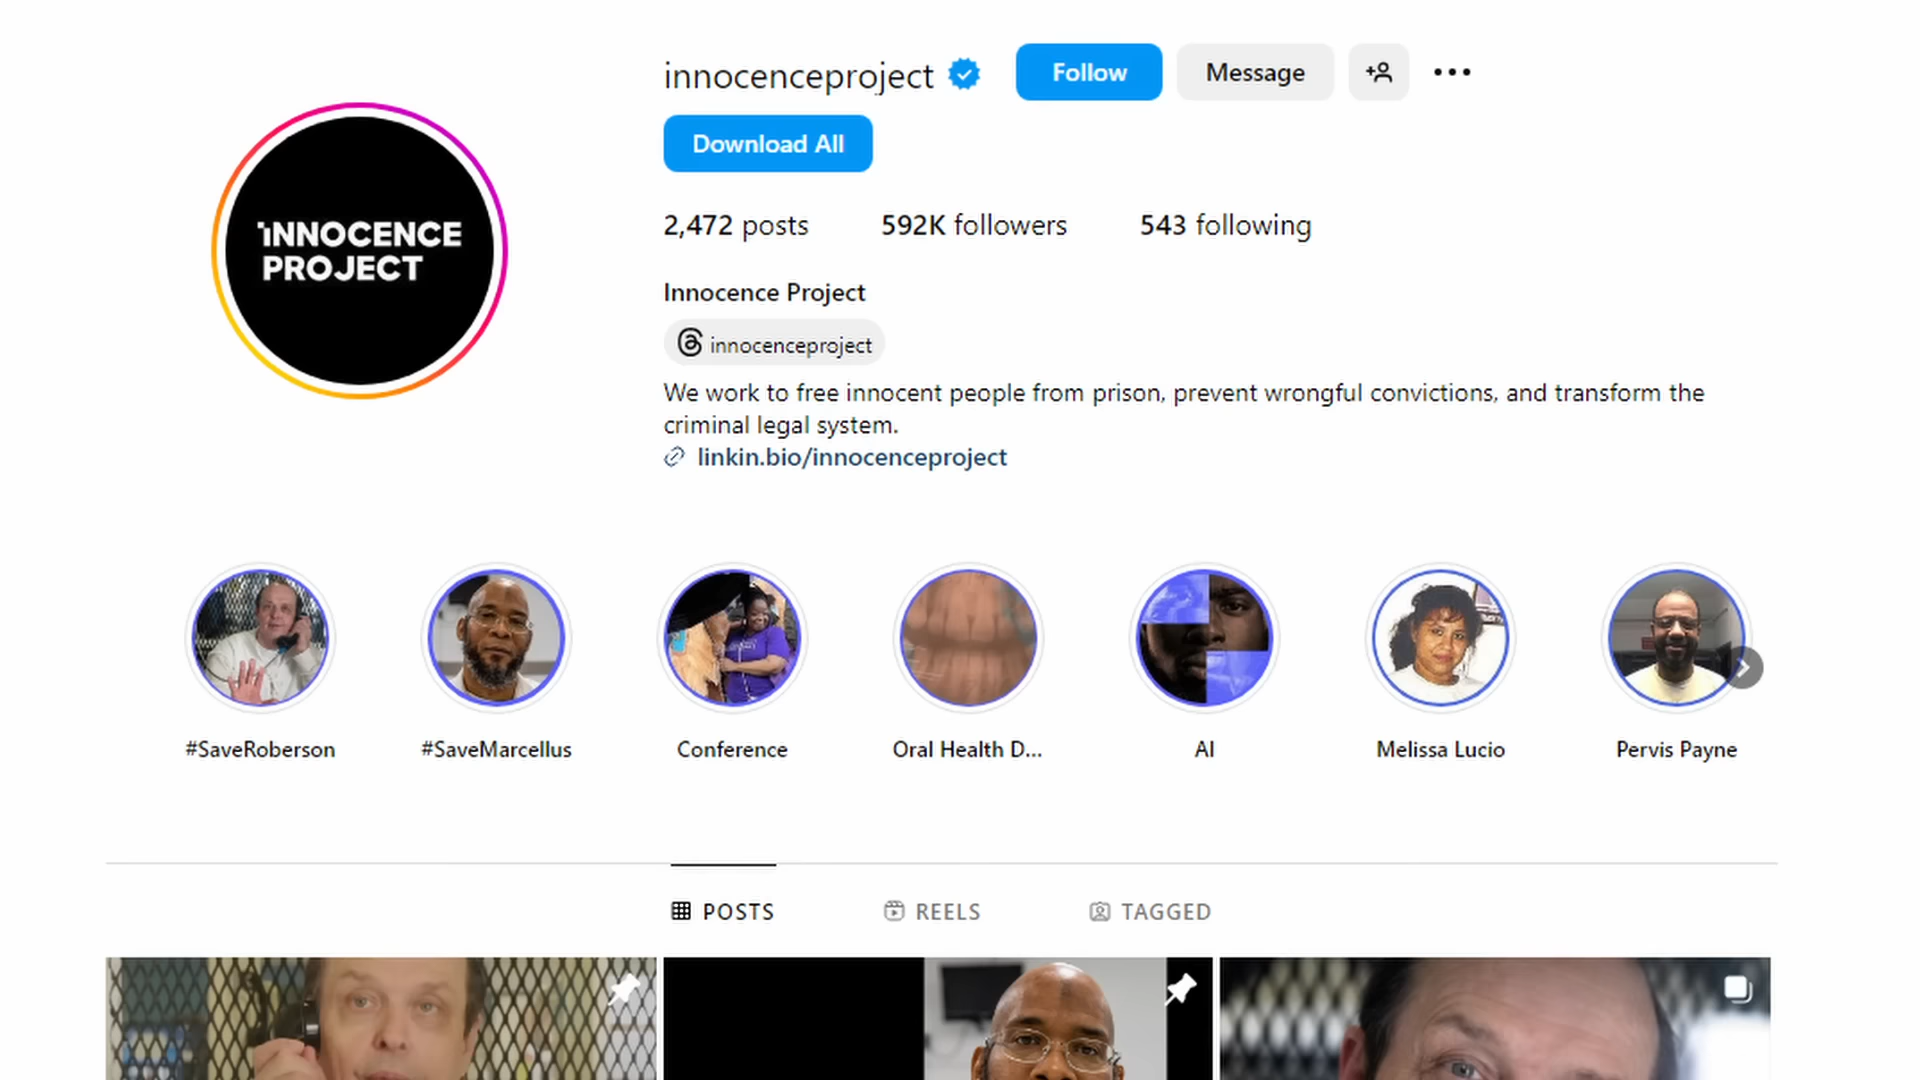 innocenceproject
Follow
Message
Download All
INNOCENCE
PROJECT
2,472 posts
592K followers
543 following
Innocence Project
innocenceproject
We work to free innocent people from prison, prevent wrongful convictions, and transform the
criminal legal system.
linkin.bio/innocenceproject
#SaveRoberson
#SaveMarcellus
Conference
Oral Health D...
AI
Melissa Lucio
Pervis Payne
POSTS
REELS
TAGGED